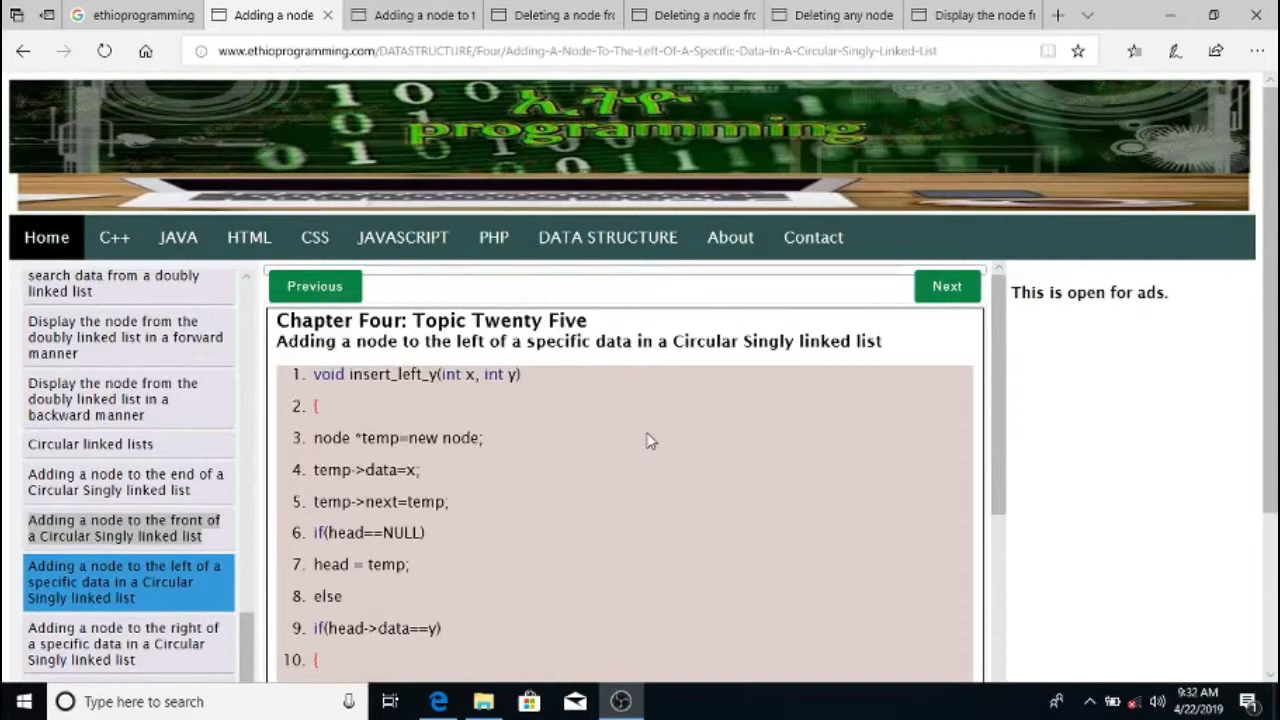 ethioprogramming
Adding a node
Adding a node to t
Deleting a node fro
Deleting a node fro
Deleting any node
Display the node f
www.ethioprogramming.com/DATASTRUCTURE/Four/Adding-A-Node-To-The-Left-Of-A-Specific-Data-In-A-Circular-Singly-Linked-List
ኢትዮ
programming
Home
C++
JAVA
HTML
CSS
JAVASCRIPT
PHP
DATA STRUCTURE
About
Contact
search data from a doubly
linked list
Display the node from the
doubly linked list in a forward
manner
Display the node from the
doubly linked list in a
backward manner
Circular linked lists
Adding a node to the end of a
Circular Singly linked list
Adding a node to the front of
a Circular Singly linked list
Adding a node to the left of a
specific data in a Circular
Singly linked list
Adding a node to the right of
a specific data in a Circular
Singly linked list
Previous
Next
Chapter Four: Topic Twenty Five
Adding a node to the left of a specific data in a Circular Singly linked list
1. void insert_left_y(int x, int y)
2. {
3. node *temp=new node;
4. temp->data=x;
5. temp->next=temp;
6. if(head==NULL)
7. head = temp;
8. else
9. if(head->data==y)
10. {
This is open for ads.
Type here to search
9:32 AM
4/22/2019